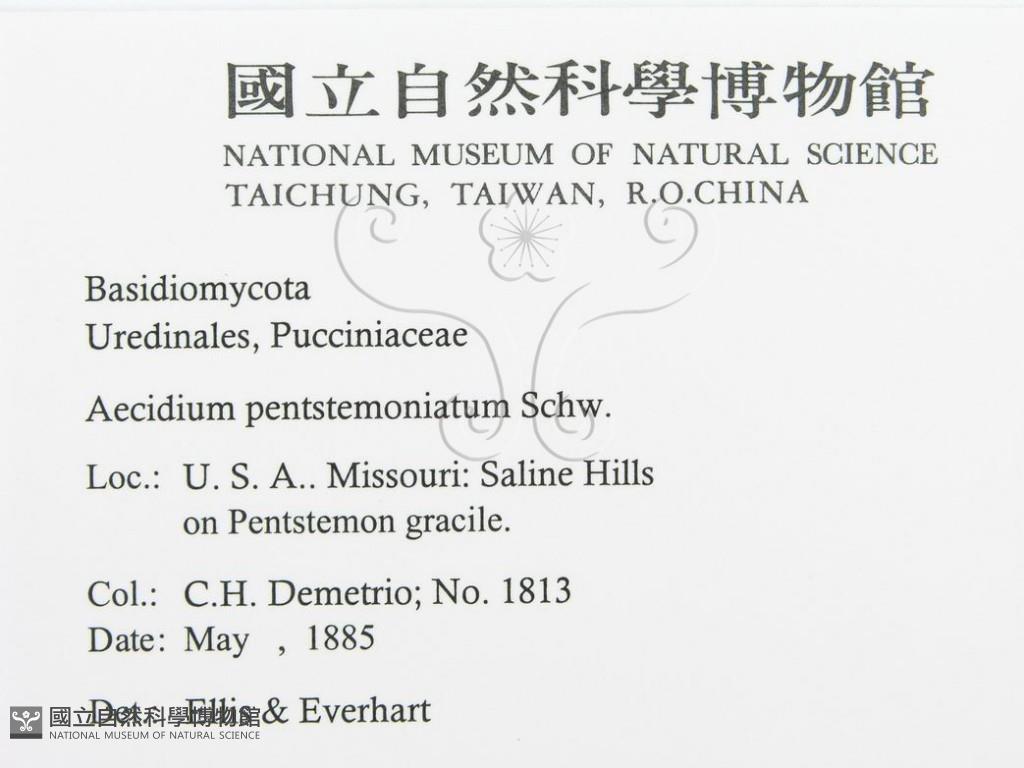 國立自然科學博物館
NATIONAL MUSEUM OF NATURAL SCIENCE
TAICHUNG, TAIWAN, R.O.CHINA
Basidiomycota
Uredinales, Pucciniaceae
Aecidium pentstemoniatum Schw.
Loc.: U. S. A.. Missouri: Saline Hills
on Pentstemon gracile.
Col.: C.H. Demetrio; No. 1813
Date: May , 1885
Det.: Ellis & Everhart
國立自然科學博物館
NATIONAL MUSEUM OF NATURAL SCIENCE